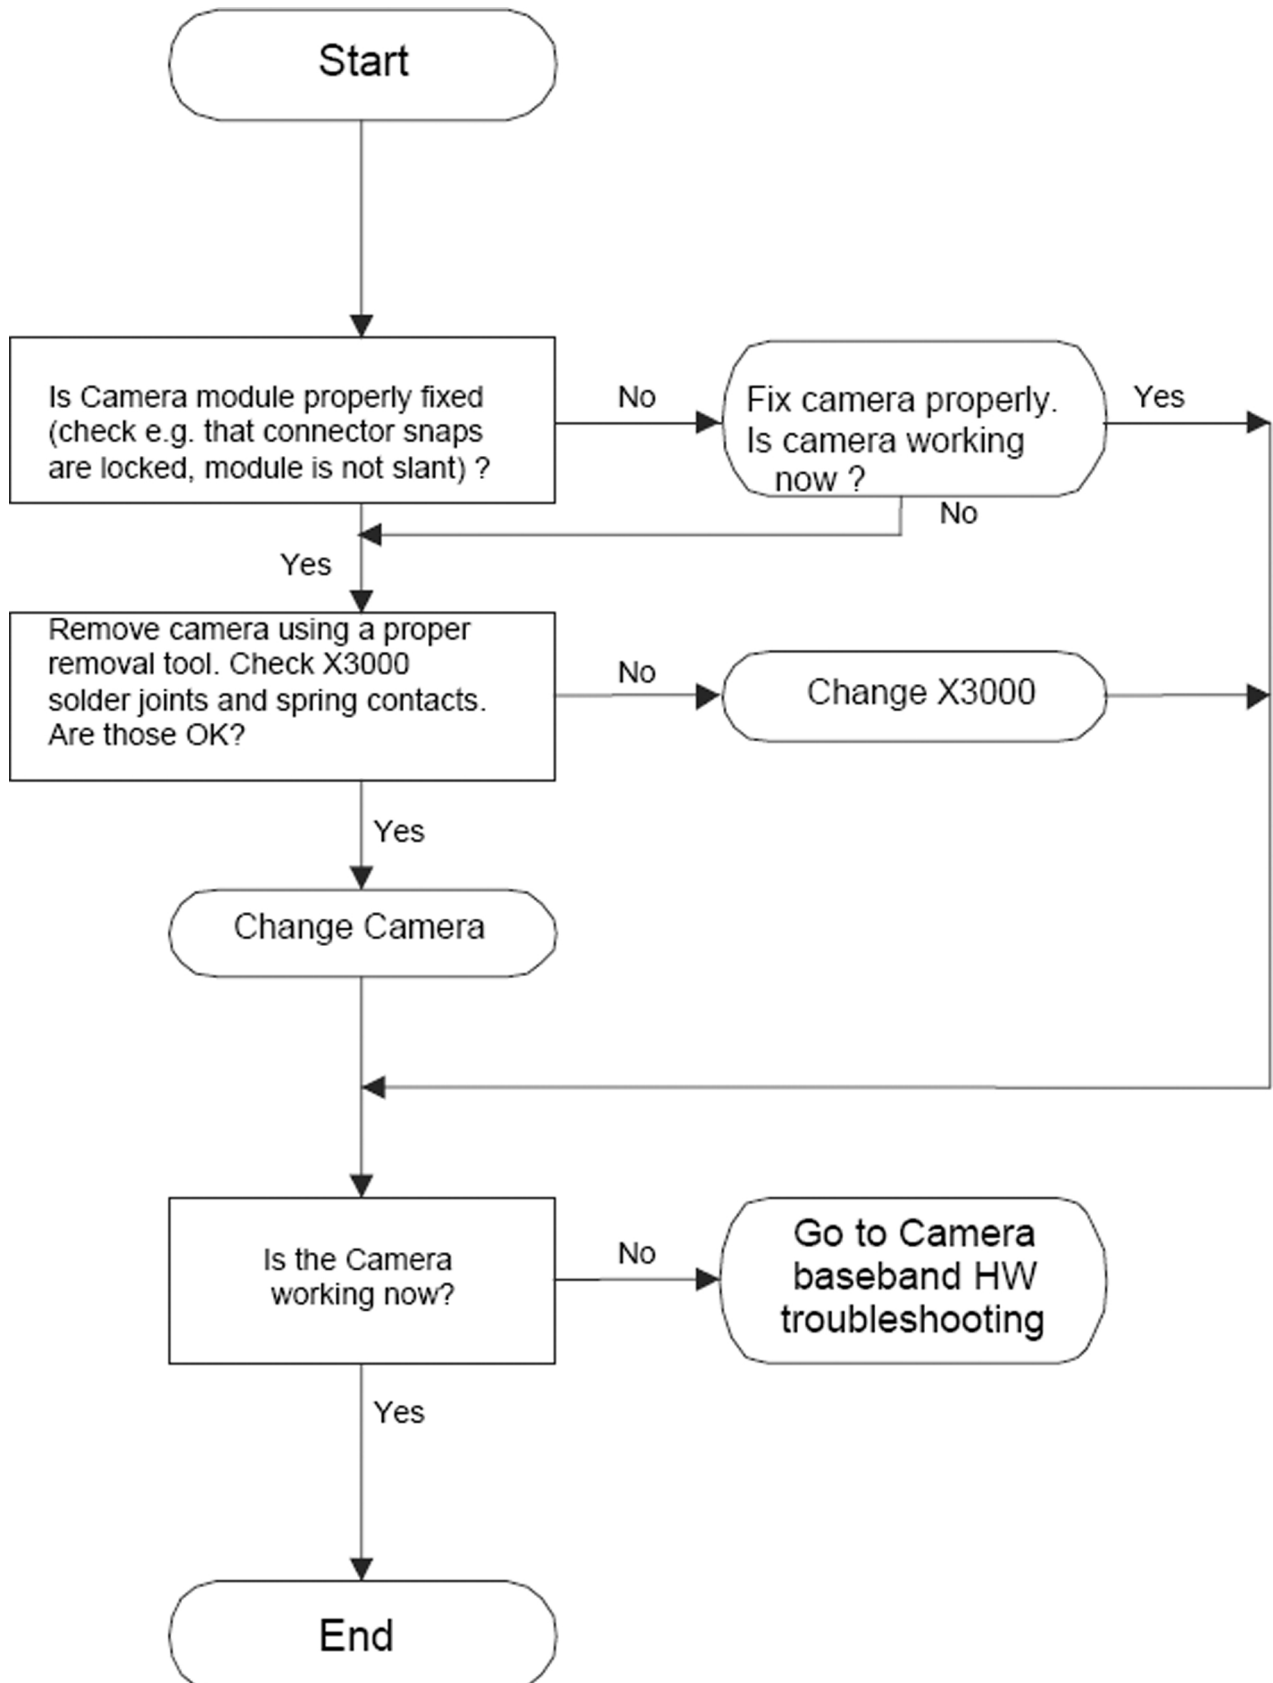 Start
Is Camera module properly fixed
(check e.g. that connector snaps
are locked, module is not slant) ?
No
Fix camera properly.
Is camera working
now ?
Yes
No
Yes
Remove camera using a proper
removal tool. Check X3000
solder joints and spring contacts.
Are those OK?
No
Change X3000
Yes
Change Camera
Is the Camera
working now?
No
Go to Camera
baseband HW
troubleshooting
Yes
End